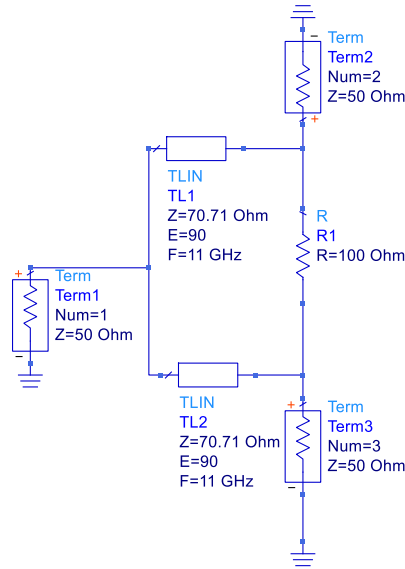 −
Term
Term2
Num=2
Z=50 Ohm
+
TLIN
TL1
Z=70.71 Ohm
E=90
F=11 GHz
R
R1
R=100 Ohm
+
Term
Term1
Num=1
Z=50 Ohm
−
TLIN
TL2
Z=70.71 Ohm
E=90
F=11 GHz
+
Term
Term3
Num=3
Z=50 Ohm
−